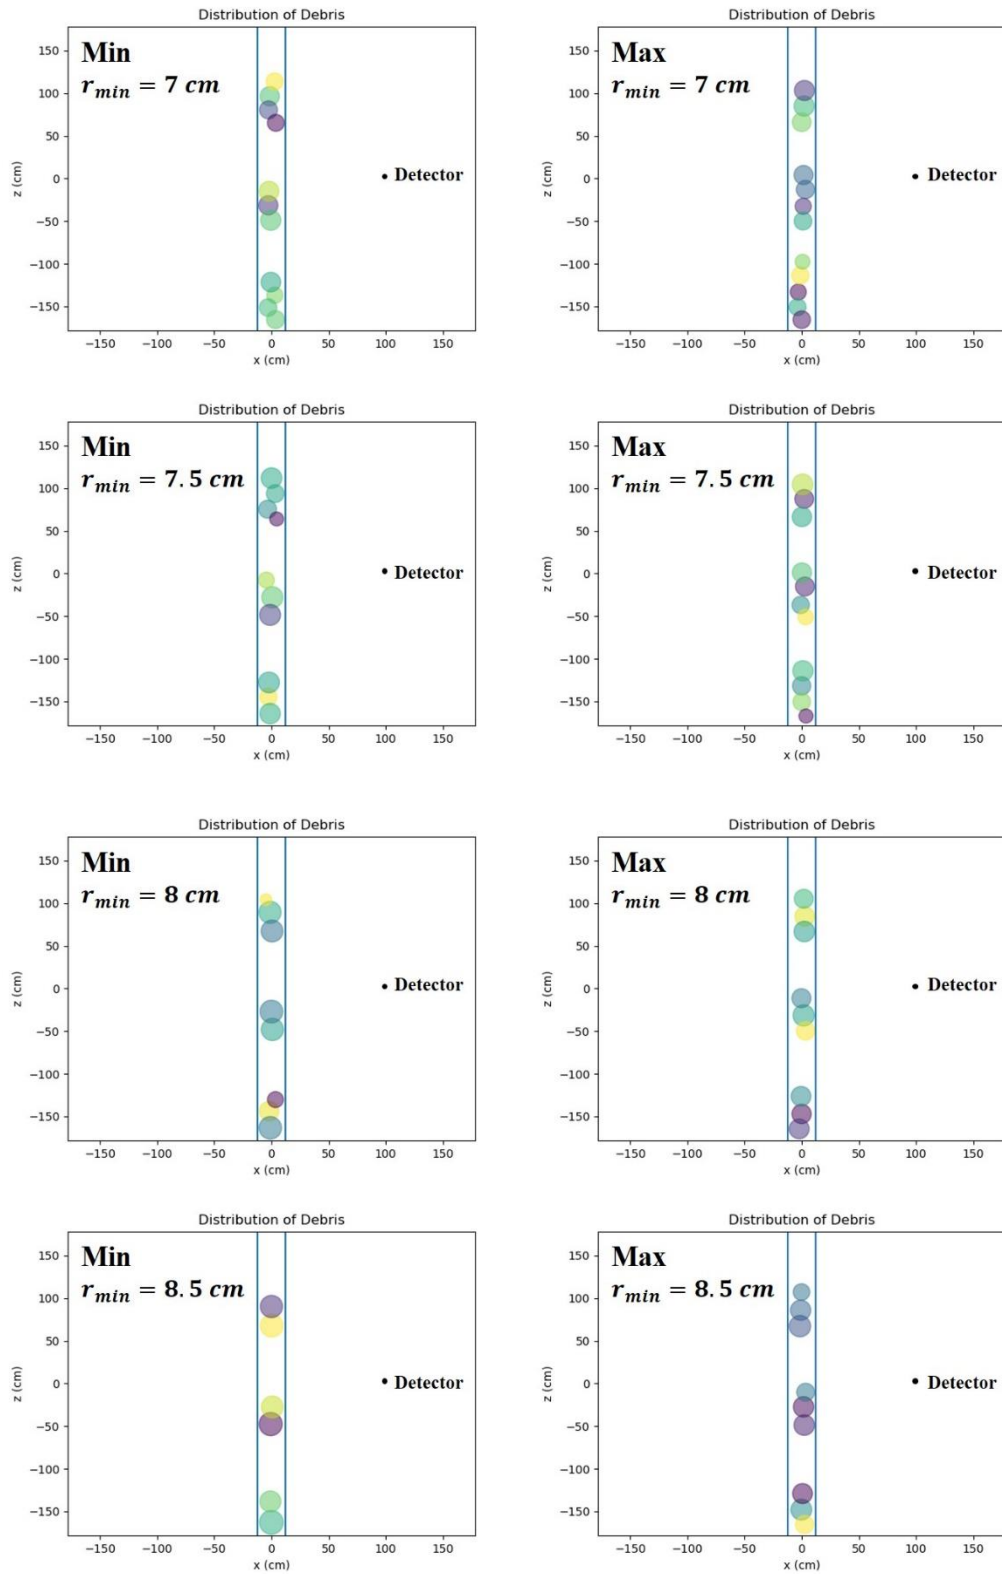 Distribution of Debris
Min
r_min = 7 cm
Detector
z (cm)
150
100
50
0
−50
−100
−150
−150 −100 −50 0 50 100 150
x (cm)
Distribution of Debris
Max
r_min = 7 cm
Detector
z (cm)
150
100
50
0
−50
−100
−150
−150 −100 −50 0 50 100 150
x (cm)
Distribution of Debris
Min
r_min = 7.5 cm
Detector
z (cm)
150
100
50
0
−50
−100
−150
−150 −100 −50 0 50 100 150
x (cm)
Distribution of Debris
Max
r_min = 7.5 cm
Detector
z (cm)
150
100
50
0
−50
−100
−150
−150 −100 −50 0 50 100 150
x (cm)
Distribution of Debris
Min
r_min = 8 cm
Detector
z (cm)
150
100
50
0
−50
−100
−150
−150 −100 −50 0 50 100 150
x (cm)
Distribution of Debris
Max
r_min = 8 cm
Detector
z (cm)
150
100
50
0
−50
−100
−150
−150 −100 −50 0 50 100 150
x (cm)
Distribution of Debris
Min
r_min = 8.5 cm
Detector
z (cm)
150
100
50
0
−50
−100
−150
−150 −100 −50 0 50 100 150
x (cm)
Distribution of Debris
Max
r_min = 8.5 cm
Detector
z (cm)
150
100
50
0
−50
−100
−150
−150 −100 −50 0 50 100 150
x (cm)